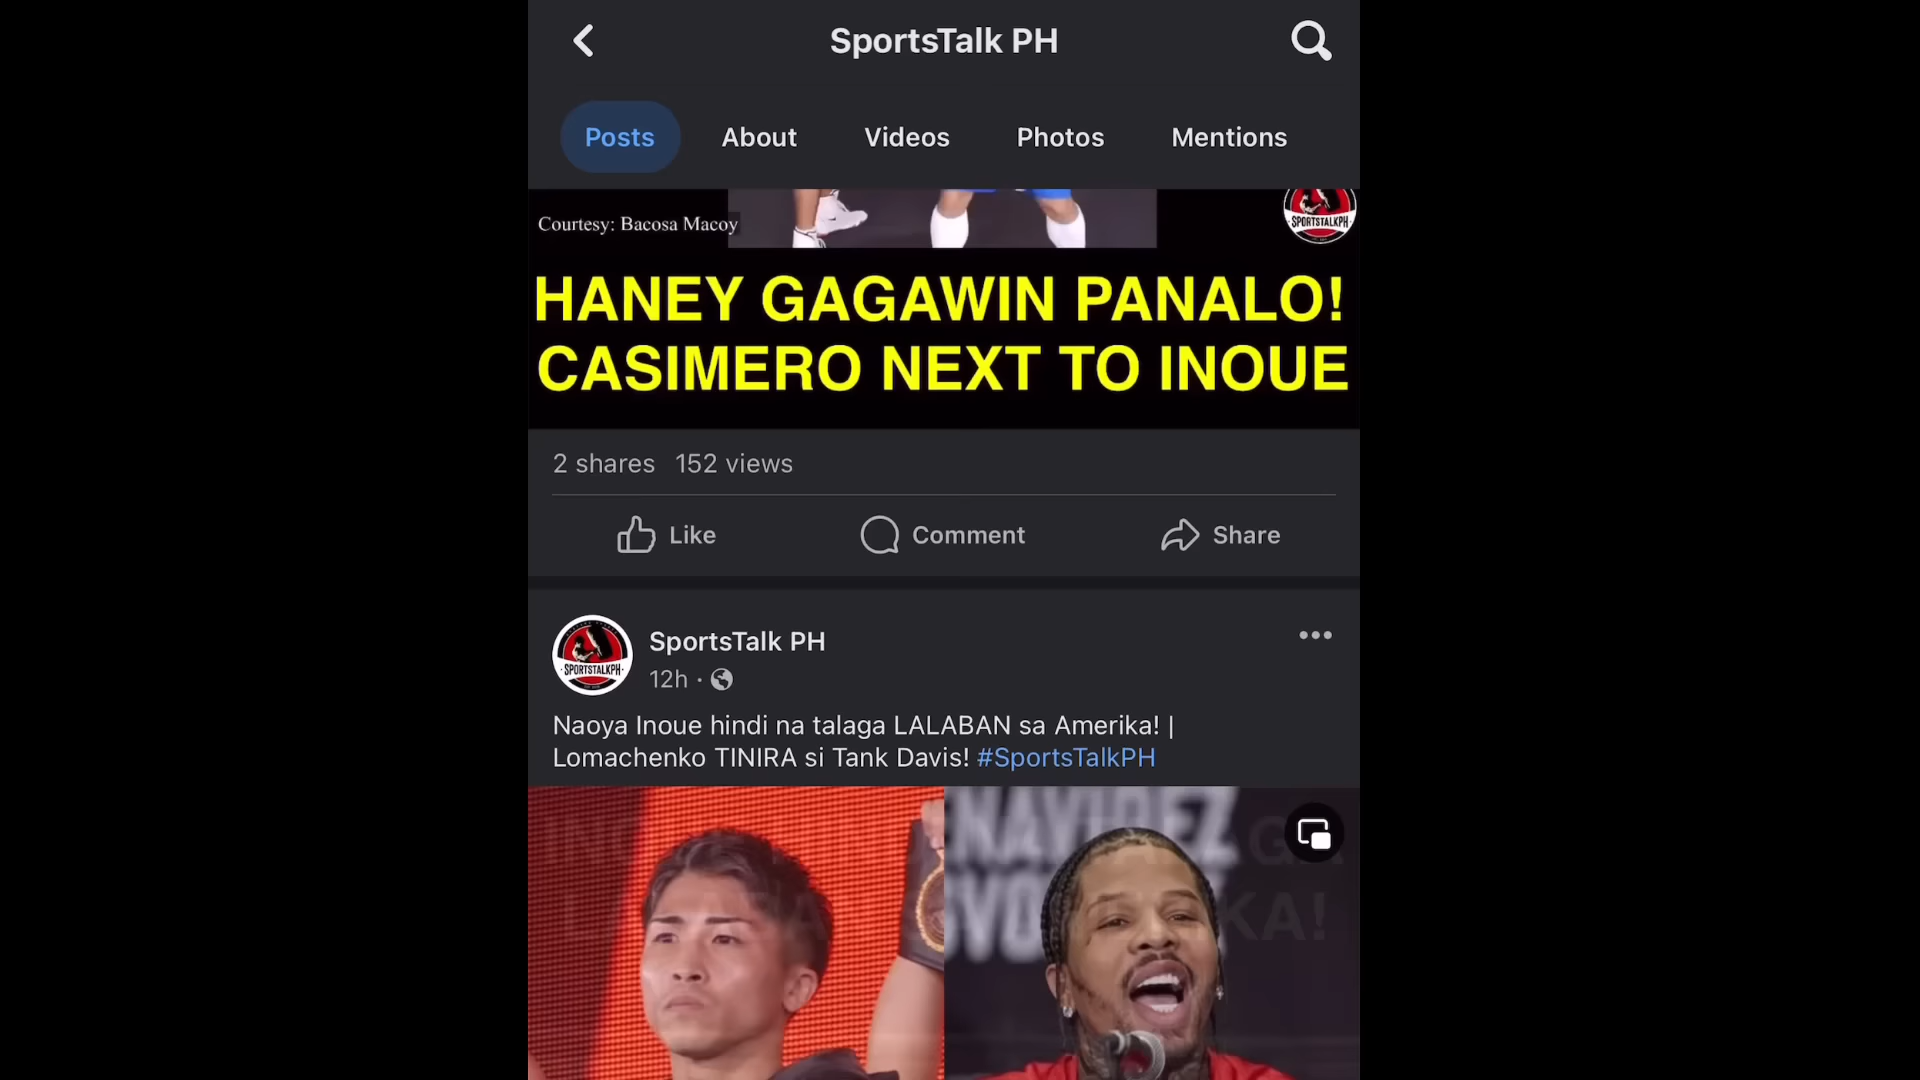 SportsTalk PH
Posts
About
Videos
Photos
Mentions
Courtesy: Bacosa Macoy
SPORTSTALKPH
HANEY GAGAWIN PANALO!
CASIMERO NEXT TO INOUE
2 shares 152 views
Like
Comment
Share
SPORTSTALKPH
SportsTalk PH
12h ·
Naoya Inoue hindi na talaga LALABAN sa Amerika! |
Lomachenko TINIRA si Tank Davis! #SportsTalkPH